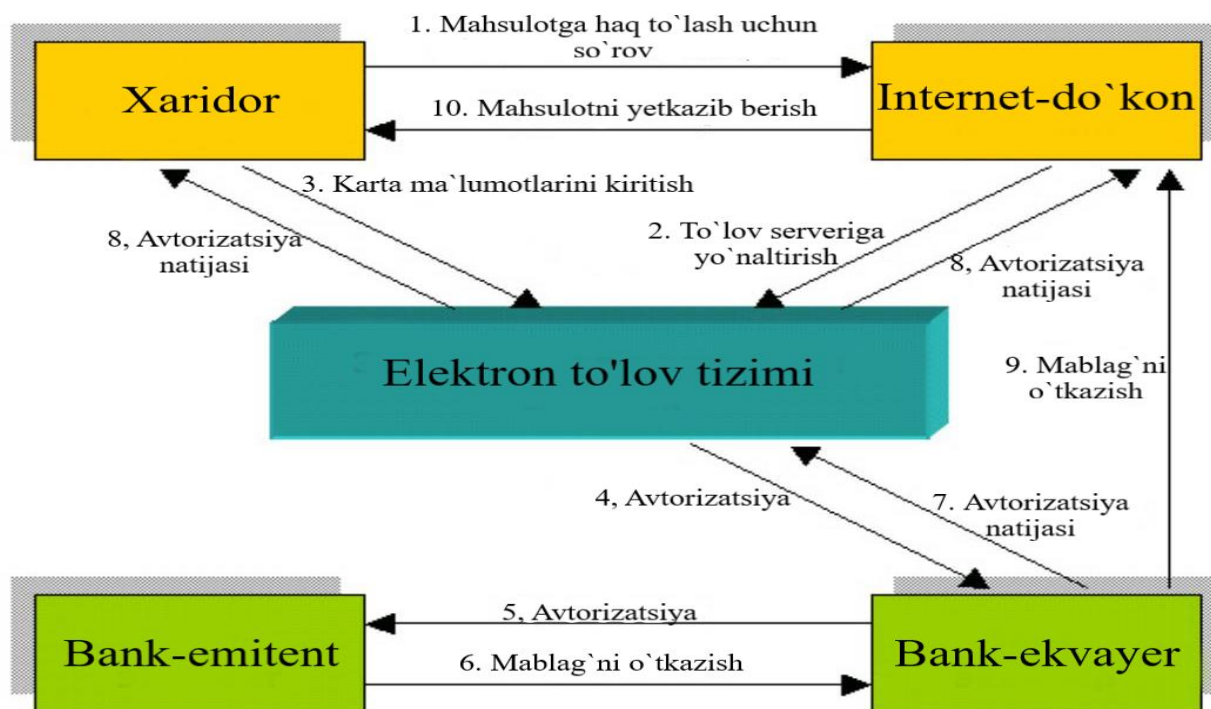 1. Mahsulotga haq to`lash uchun
so`rov
Xaridor
Internet-do`kon
10. Mahsulotni yetkazib berish
3. Karta ma`lumotlarini kiritish
8, Avtorizatsiya
natijasi
2. To`lov serveriga
yo`naltirish
8, Avtorizatsiya
natijasi
Elektron to'lov tizimi
9. Mablag`ni
o`tkazish
4, Avtorizatsiya
7. Avtorizatsiya
natijasi
Bank-emitent
5, Avtorizatsiya
6. Mablag`ni o`tkazish
Bank-ekvayer